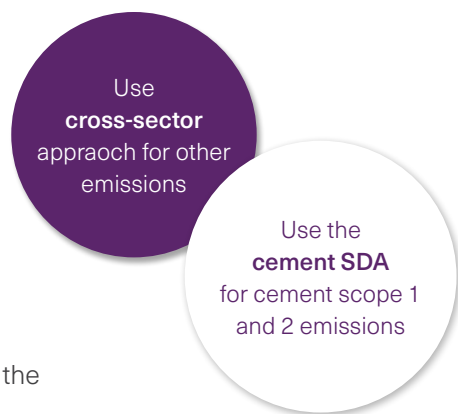 Use
cross-sector
appraoch for other
emissions
Use the
cement SDA
for cement scope 1
and 2 emissions
the